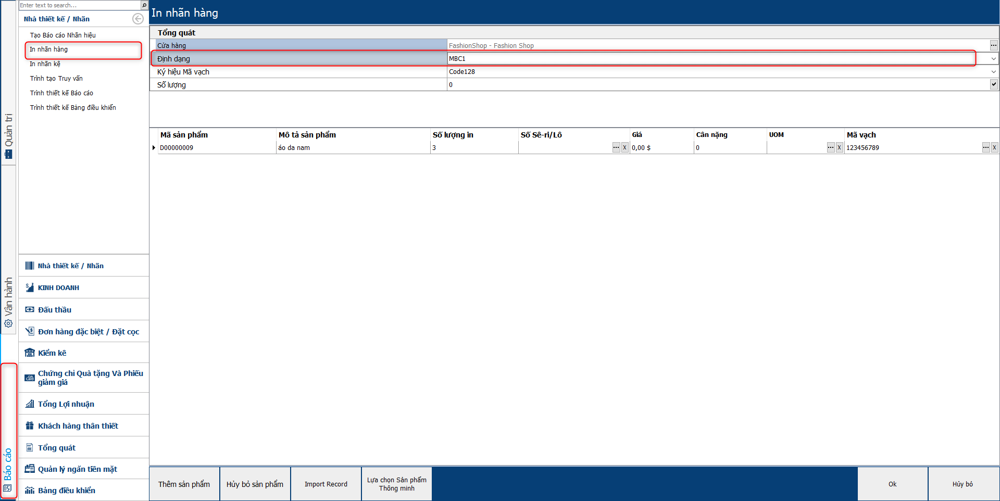 Enter text to search...
Nhà thiết kế / Nhãn
Tạo Báo cáo Nhãn hiệu
In nhãn hàng
In nhãn kệ
Trình tạo Truy vấn
Trình thiết kế Báo cáo
Trình thiết kế Bảng điều khiển
Quản trị
Vận hành
Báo cáo
Nhà thiết kế / Nhãn
KINH DOANH
Đấu thầu
Đơn hàng đặc biệt / Đặt cọc
Kiểm kê
Chứng chỉ Quà tặng Và Phiếu
giảm giá
Tổng Lợi nhuận
Khách hàng thân thiết
Tổng quát
Quản lý ngăn tiền mặt
Bảng điều khiển
In nhãn hàng
Tổng quát
Cửa hàng FashionShop - Fashion Shop ...
Định dạng MBC1
Ký hiệu Mã vạch Code128
Số lượng 0
Mã sản phẩm Mô tả sản phẩm Số lượng in Số Sê-ri/Lô Giá Cân nặng UOM Mã vạch
D00000009 áo da nam 3 ... X 0,00 $ 0 ... X 123456789 ... X
Thêm sản phẩm
Hủy bỏ sản phẩm
Import Record
Lựa chọn Sản phẩm
Thông minh
Ok
Hủy bỏ